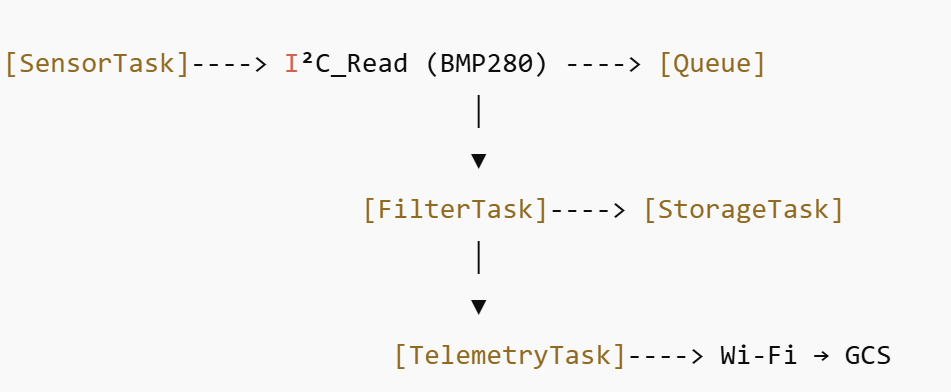 [SensorTask]----> I²C_Read (BMP280) ----> [Queue]
│
▼
[FilterTask]----> [StorageTask]
│
▼
[TelemetryTask]----> Wi-Fi → GCS